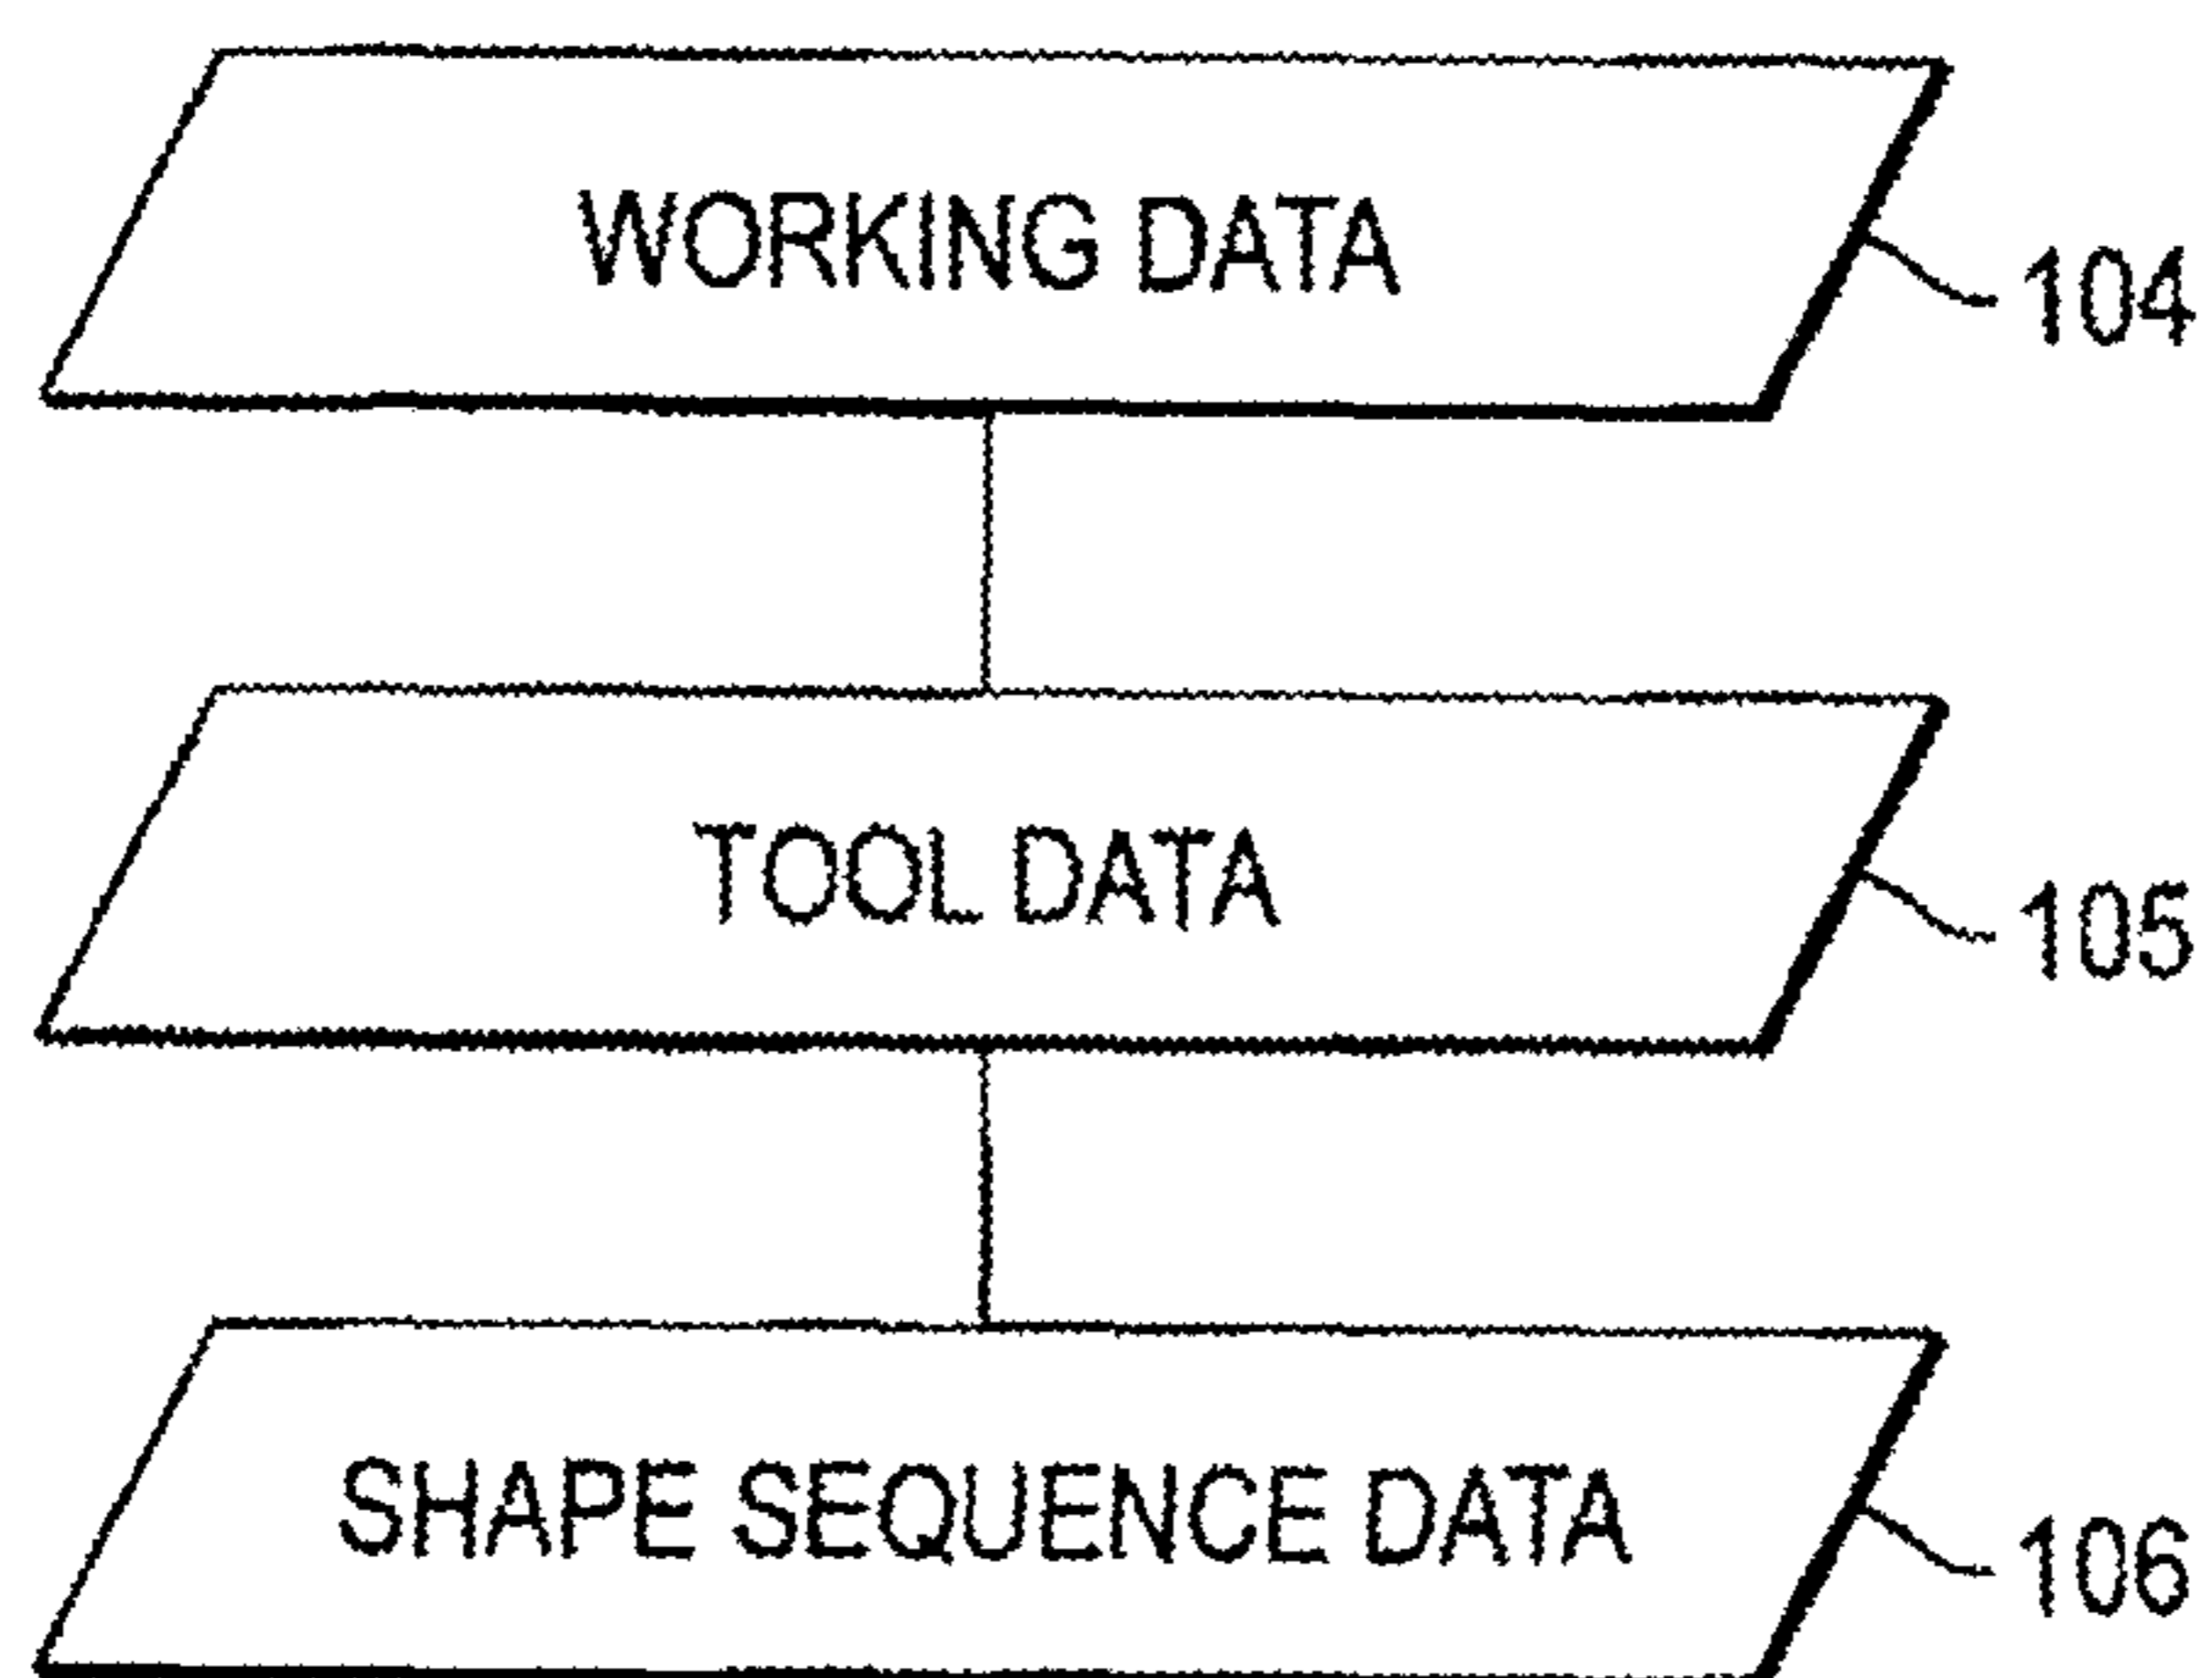 WORKING DATA
104
TOOL DATA
105
SHAPE SEQUENCE DATA
106